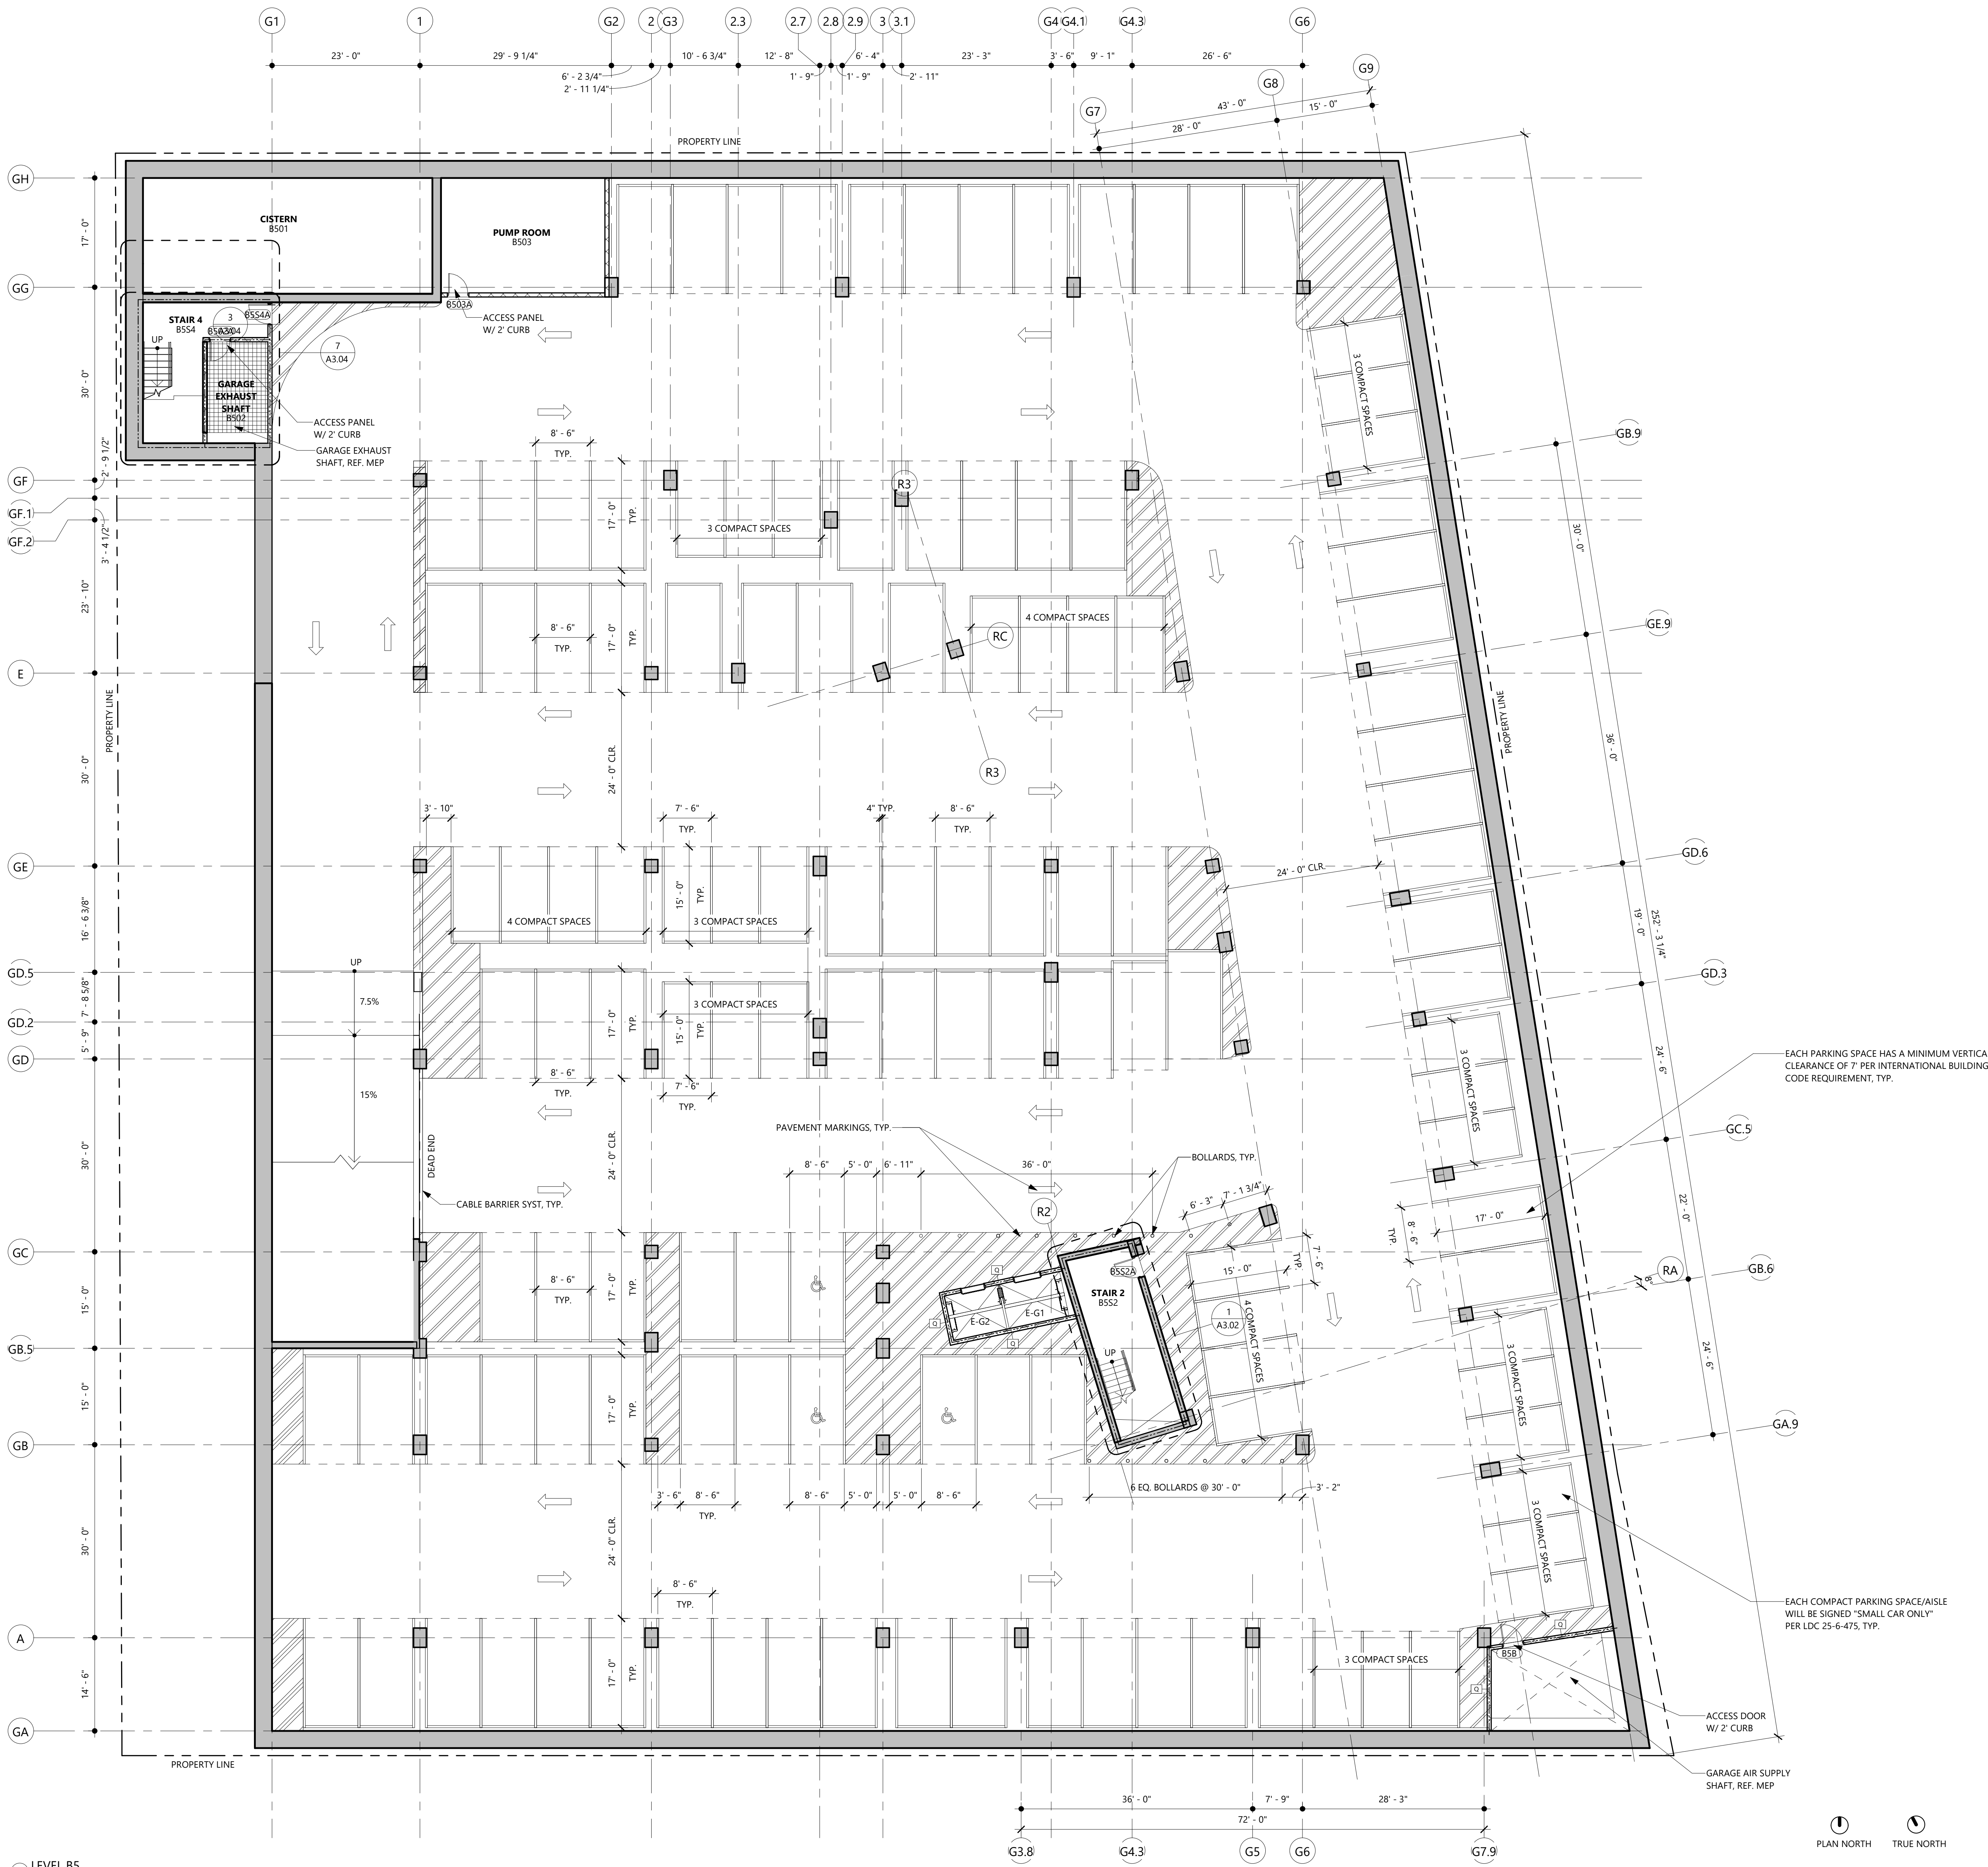 G1
1
G2
2
G3
2.3
2.7
2.8
2.9
3
3.1
G4
G4.1
G4.3
G6
23' - 0"
29' - 9 1/4"
6' - 2 3/4"
2' - 11 1/4"
10' - 6 3/4"
12' - 8"
1' - 9"
6' - 4"
1' - 9"
2' - 11"
23' - 3"
3' - 6"
9' - 1"
26' - 6"
G7
G8
G9
43' - 0"
28' - 0"
15' - 0"
PROPERTY LINE
GH
GG
GF
GF.1
GF.2
E
GE
GD.5
GD.2
GD
GC
GB.5
GB
A
GA
17' - 0"
30' - 0"
2' - 9 1/2"
3' - 4 1/2"
23' - 10"
30' - 0"
16' - 6 3/8"
7' - 8 5/8"
5' - 9"
30' - 0"
15' - 0"
15' - 0"
30' - 0"
14' - 6"
PROPERTY LINE
CISTERN
B501
PUMP ROOM
B503
B503A
ACCESS PANEL
W/ 2' CURB
STAIR 4
B5S4
UP
3
A3.04
B502A
B5S4A
7
A3.04
GARAGE
EXHAUST
SHAFT
B502
ACCESS PANEL
W/ 2' CURB
GARAGE EXHAUST
SHAFT, REF. MEP
8' - 6"
TYP.
17' - 0"
TYP.
3 COMPACT SPACES
R3
3 COMPACT SPACES
8' - 6"
TYP.
17' - 0"
TYP.
4 COMPACT SPACES
RC
R3
24' - 0" CLR.
3' - 10"
7' - 6"
TYP.
4" TYP.
8' - 6"
TYP.
15' - 0"
TYP.
4 COMPACT SPACES
3 COMPACT SPACES
24' - 0" CLR.
3 COMPACT SPACES
17' - 0"
TYP.
15' - 0"
TYP.
8' - 6"
TYP.
7' - 6"
TYP.
UP
7.5%
15%
DEAD END
CABLE BARRIER SYST, TYP.
24' - 0" CLR.
PAVEMENT MARKINGS, TYP.
BOLLARDS, TYP.
8' - 6"
5' - 0"
6' - 11"
36' - 0"
R2
6' - 3"
7' - 1 3/4"
8' - 6"
TYP.
17' - 0"
TYP.
Q
Q
Q
E-G1
E-G2
B5S2A
STAIR 2
B5S2
UP
1
A3.02
15' - 0"
TYP.
7' - 6"
4 COMPACT SPACES
17' - 0"
TYP.
3' - 6"
8' - 6"
TYP.
8' - 6"
5' - 0"
5' - 0"
8' - 6"
6 EQ. BOLLARDS @ 30' - 0"
3' - 2"
24' - 0" CLR.
8' - 6"
TYP.
17' - 0"
TYP.
3 COMPACT SPACES
GB.9
GE.9
GD.6
GD.3
GC.5
RA
GB.6
GA.9
30' - 0"
36' - 0"
19' - 0"
24' - 6"
22' - 0"
24' - 6"
252' - 3 1/4"
PROPERTY LINE
3 COMPACT SPACES
17' - 0"
8' - 6"
TYP.
8"
3 COMPACT SPACES
3 COMPACT SPACES
EACH PARKING SPACE HAS A MINIMUM VERTICA
CLEARANCE OF 7' PER INTERNATIONAL BUILDING
CODE REQUIREMENT, TYP.
EACH COMPACT PARKING SPACE/AISLE
WILL BE SIGNED "SMALL CAR ONLY"
PER LDC 25-6-475, TYP.
Q
Q
B5B
ACCESS DOOR
W/ 2' CURB
GARAGE AIR SUPPLY
SHAFT, REF. MEP
PROPERTY LINE
36' - 0"
7' - 9"
28' - 3"
72' - 0"
G3.8
G4.3
G5
G6
G7.9
PLAN NORTH
TRUE NORTH
LEVEL B5